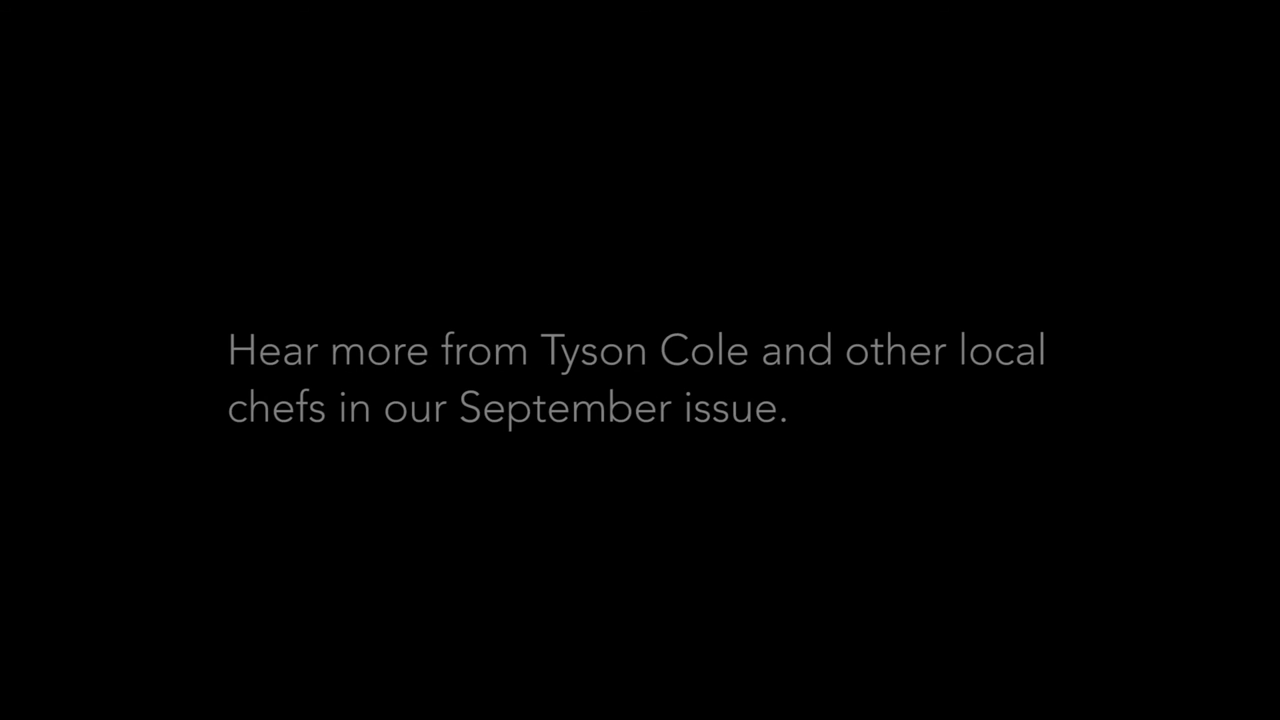 Hear more from Tyson Cole and other local
chefs in our September issue.